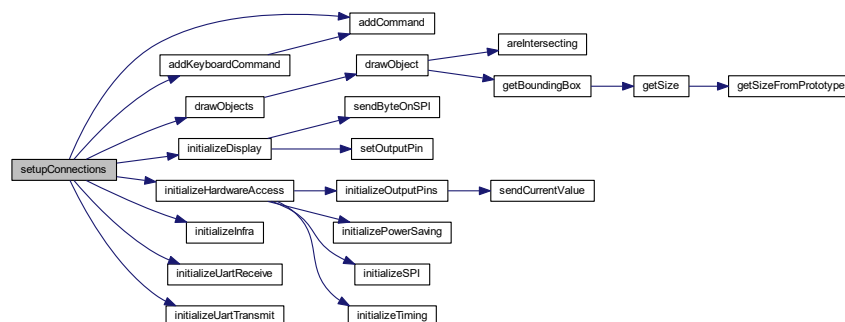 setupConnections
addCommand
addKeyboardCommand
drawObjects
drawObject
areIntersecting
getBoundingBox
getSize
getSizeFromPrototype
initializeDisplay
sendByteOnSPI
setOutputPin
initializeHardwareAccess
initializeOutputPins
sendCurrentValue
initializePowerSaving
initializeSPI
initializeTiming
initializeInfra
initializeUartReceive
initializeUartTransmit